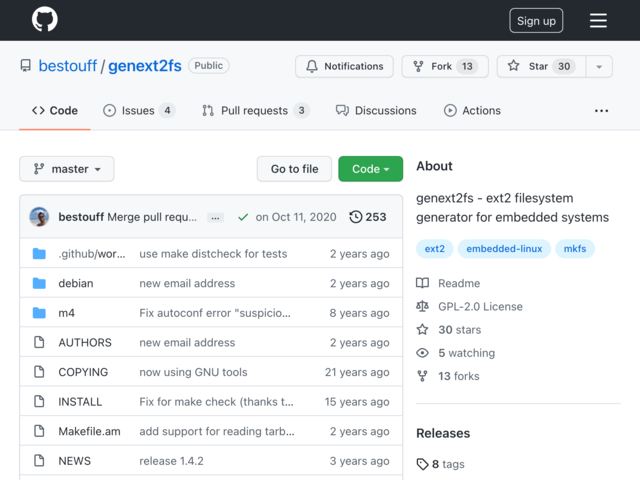 Sign up
bestouff / genext2fs Public
Notifications Fork 13 Star 30
Code Issues 4 Pull requests 3 Discussions Actions ...
master Go to file Code
bestouff Merge pull requ... ... on Oct 11, 2020 253
.github/wor... use make distcheck for tests 2 years ago
debian new email address 2 years ago
m4 Fix autoconf error "suspicio... 8 years ago
AUTHORS new email address 2 years ago
COPYING now using GNU tools 21 years ago
INSTALL Fix for make check (thanks t... 15 years ago
Makefile.am add support for reading tarb... 2 years ago
NEWS release 1.4.2 3 years ago
About
genext2fs - ext2 filesystem
generator for embedded systems
ext2 embedded-linux mkfs
Readme
GPL-2.0 License
30 stars
5 watching
13 forks
Releases
8 tags